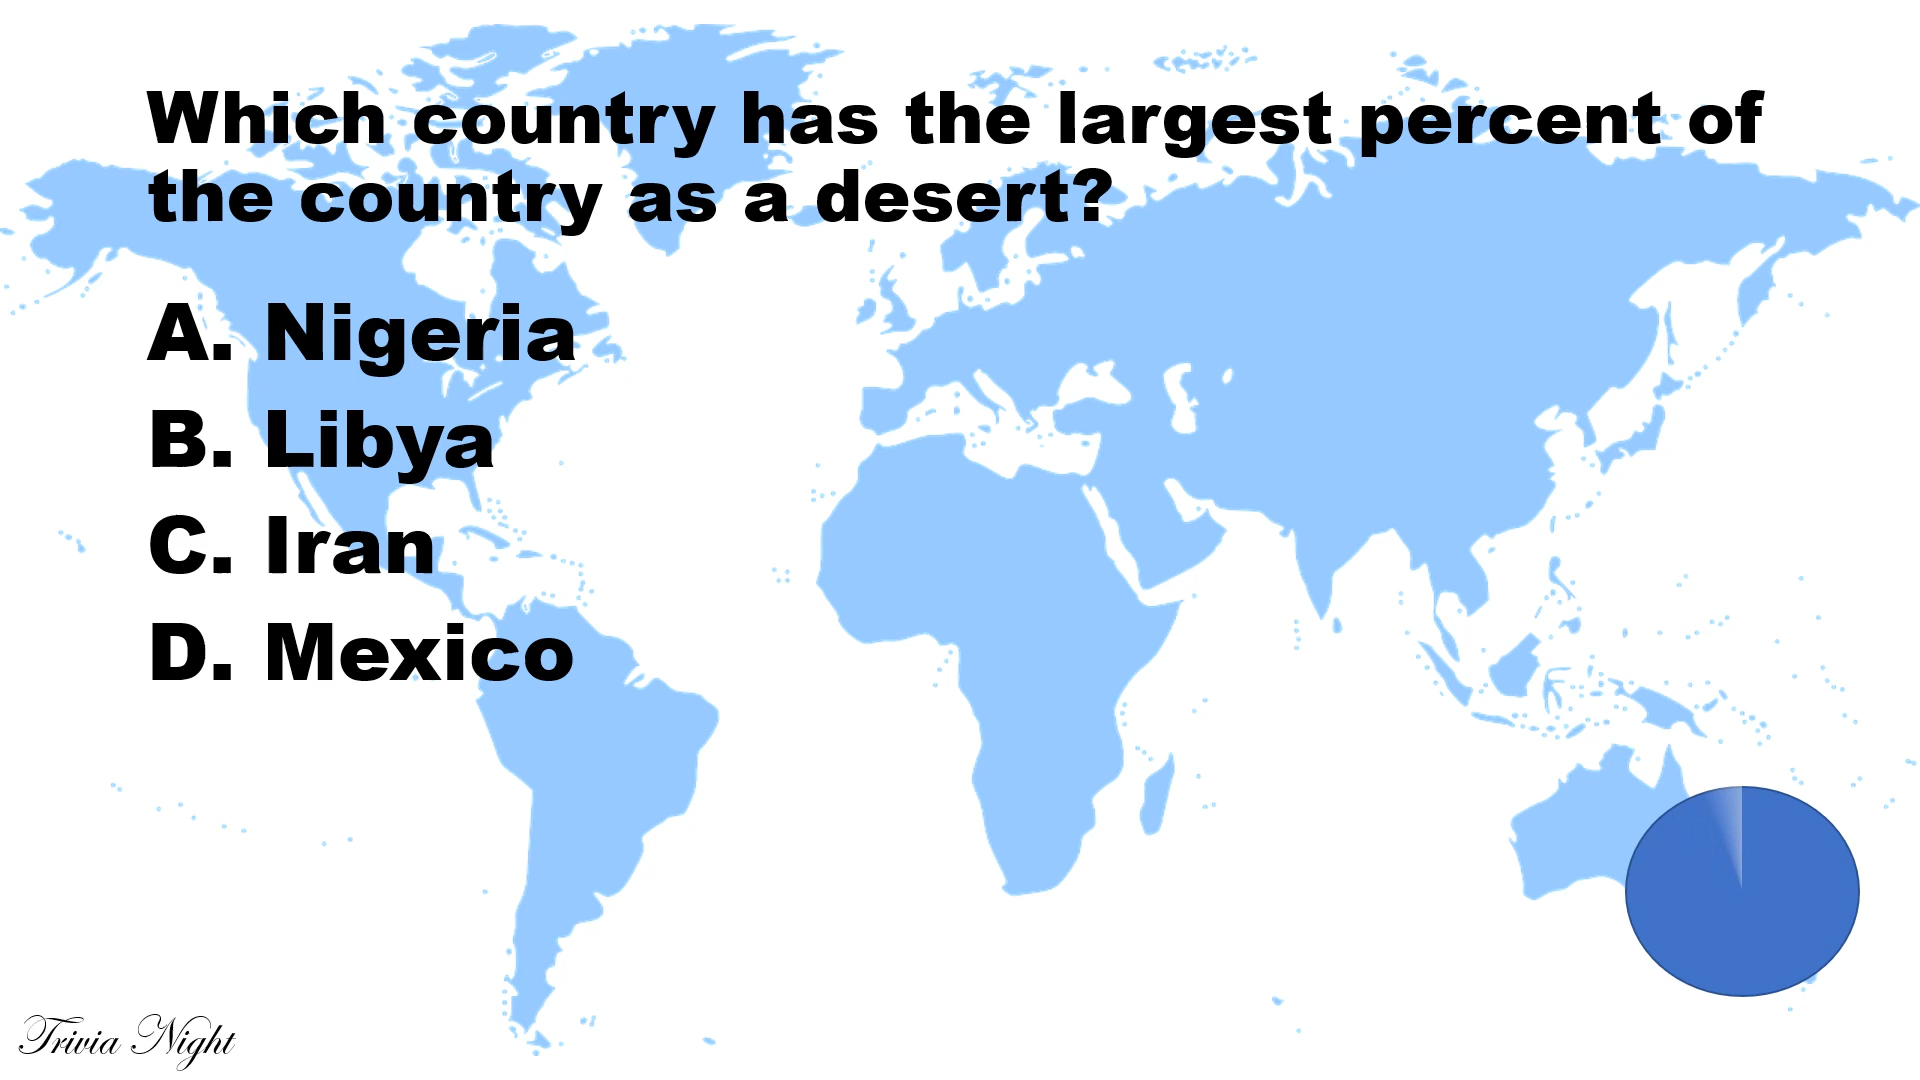 Which country has the largest percent of
the country as a desert?
A. Nigeria
B. Libya
C. Iran
D. Mexico
Trivia Night